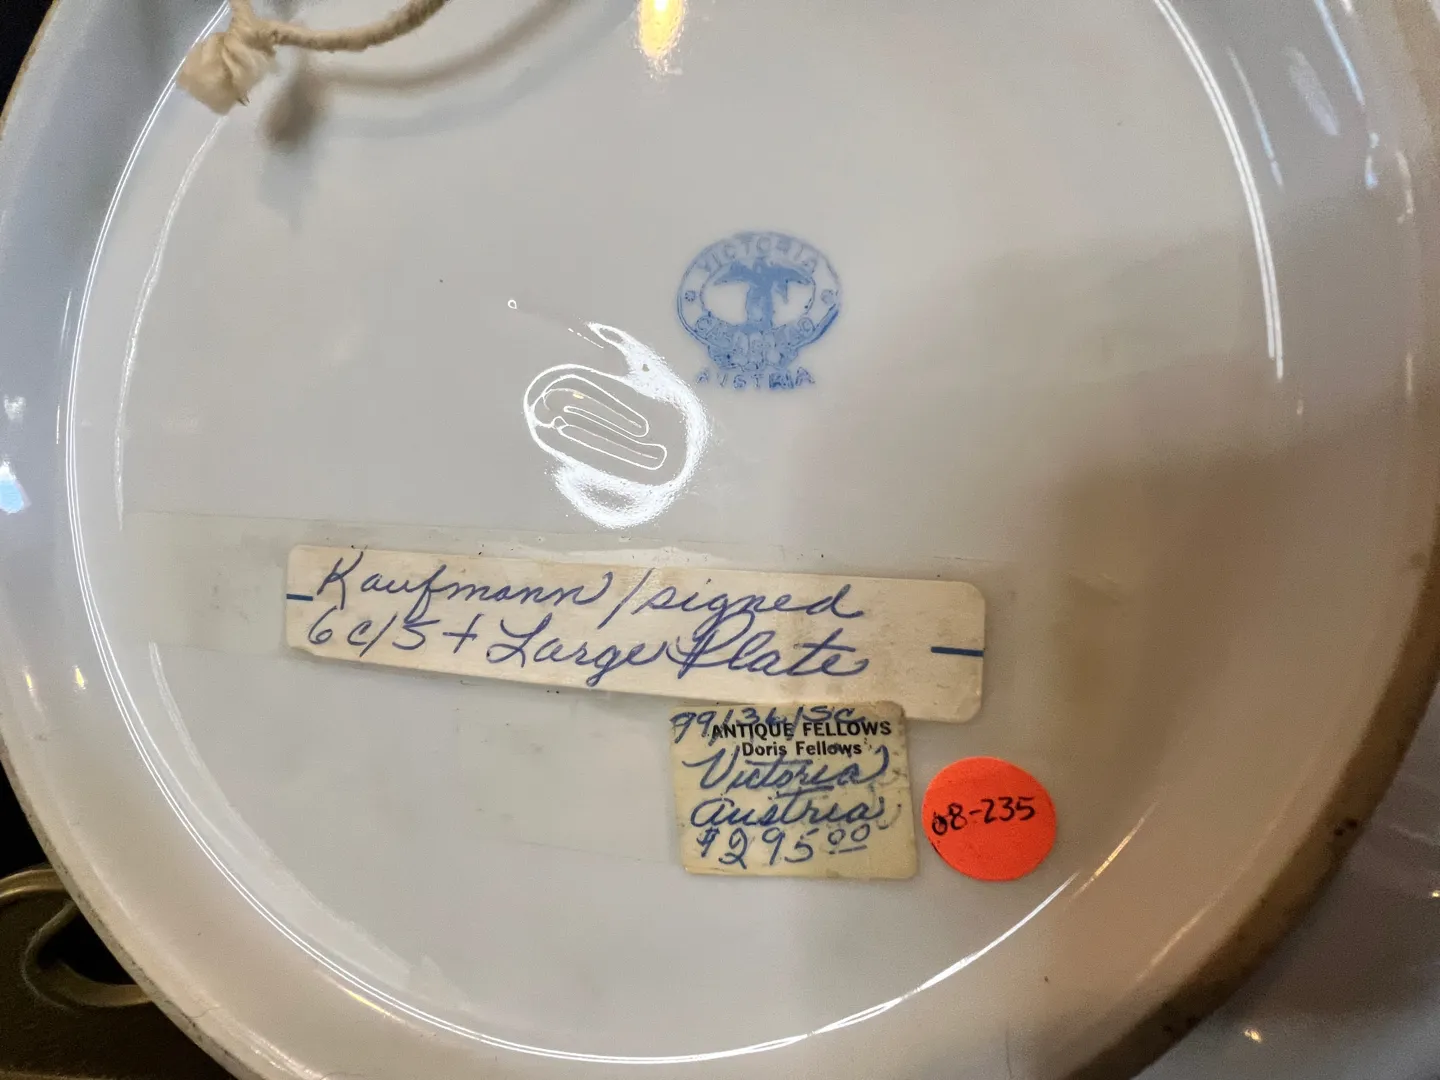 VICTORIA
AUSTRIA
Kaufmann / signed
6 c/s + Large Plate
ANTIQUE FELLOWS
Doris Fellows
Victoria
Austria
$295.00
08-235